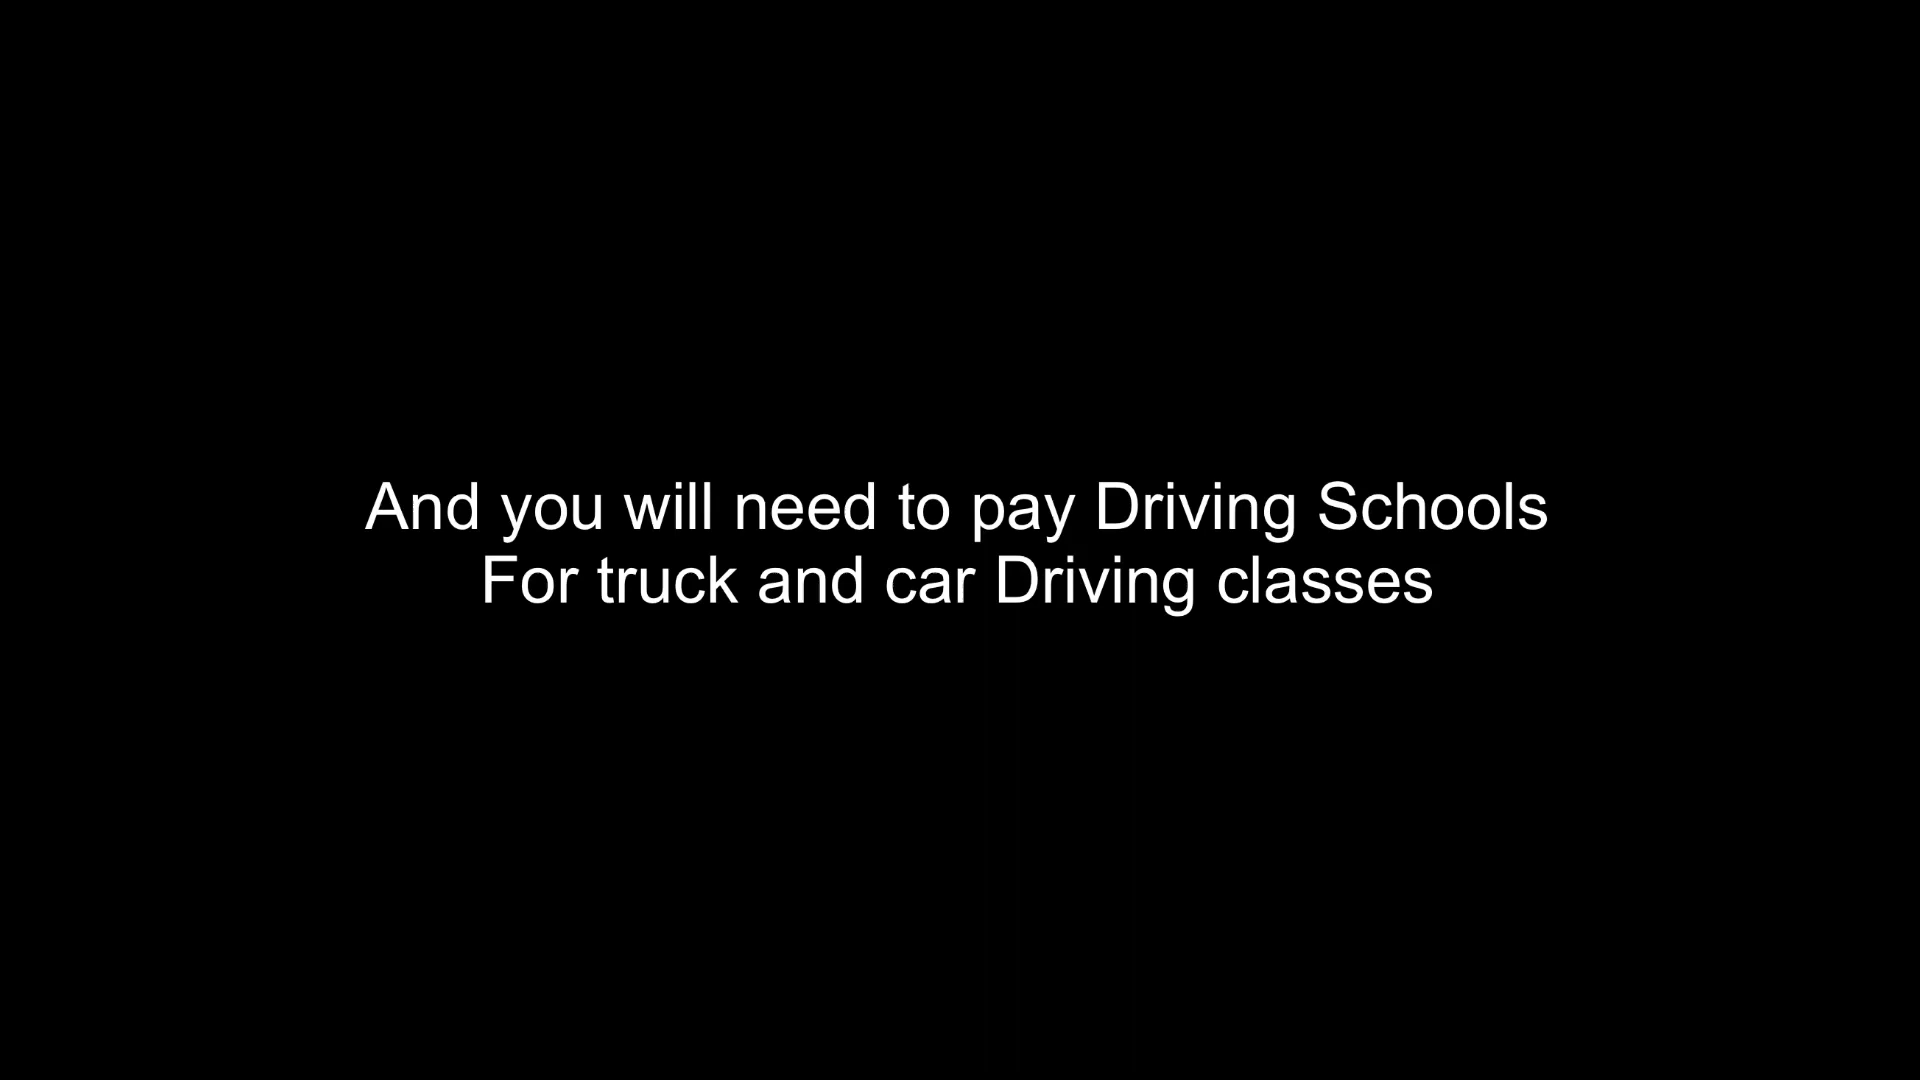 And you will need to pay Driving Schools
For truck and car Driving classes